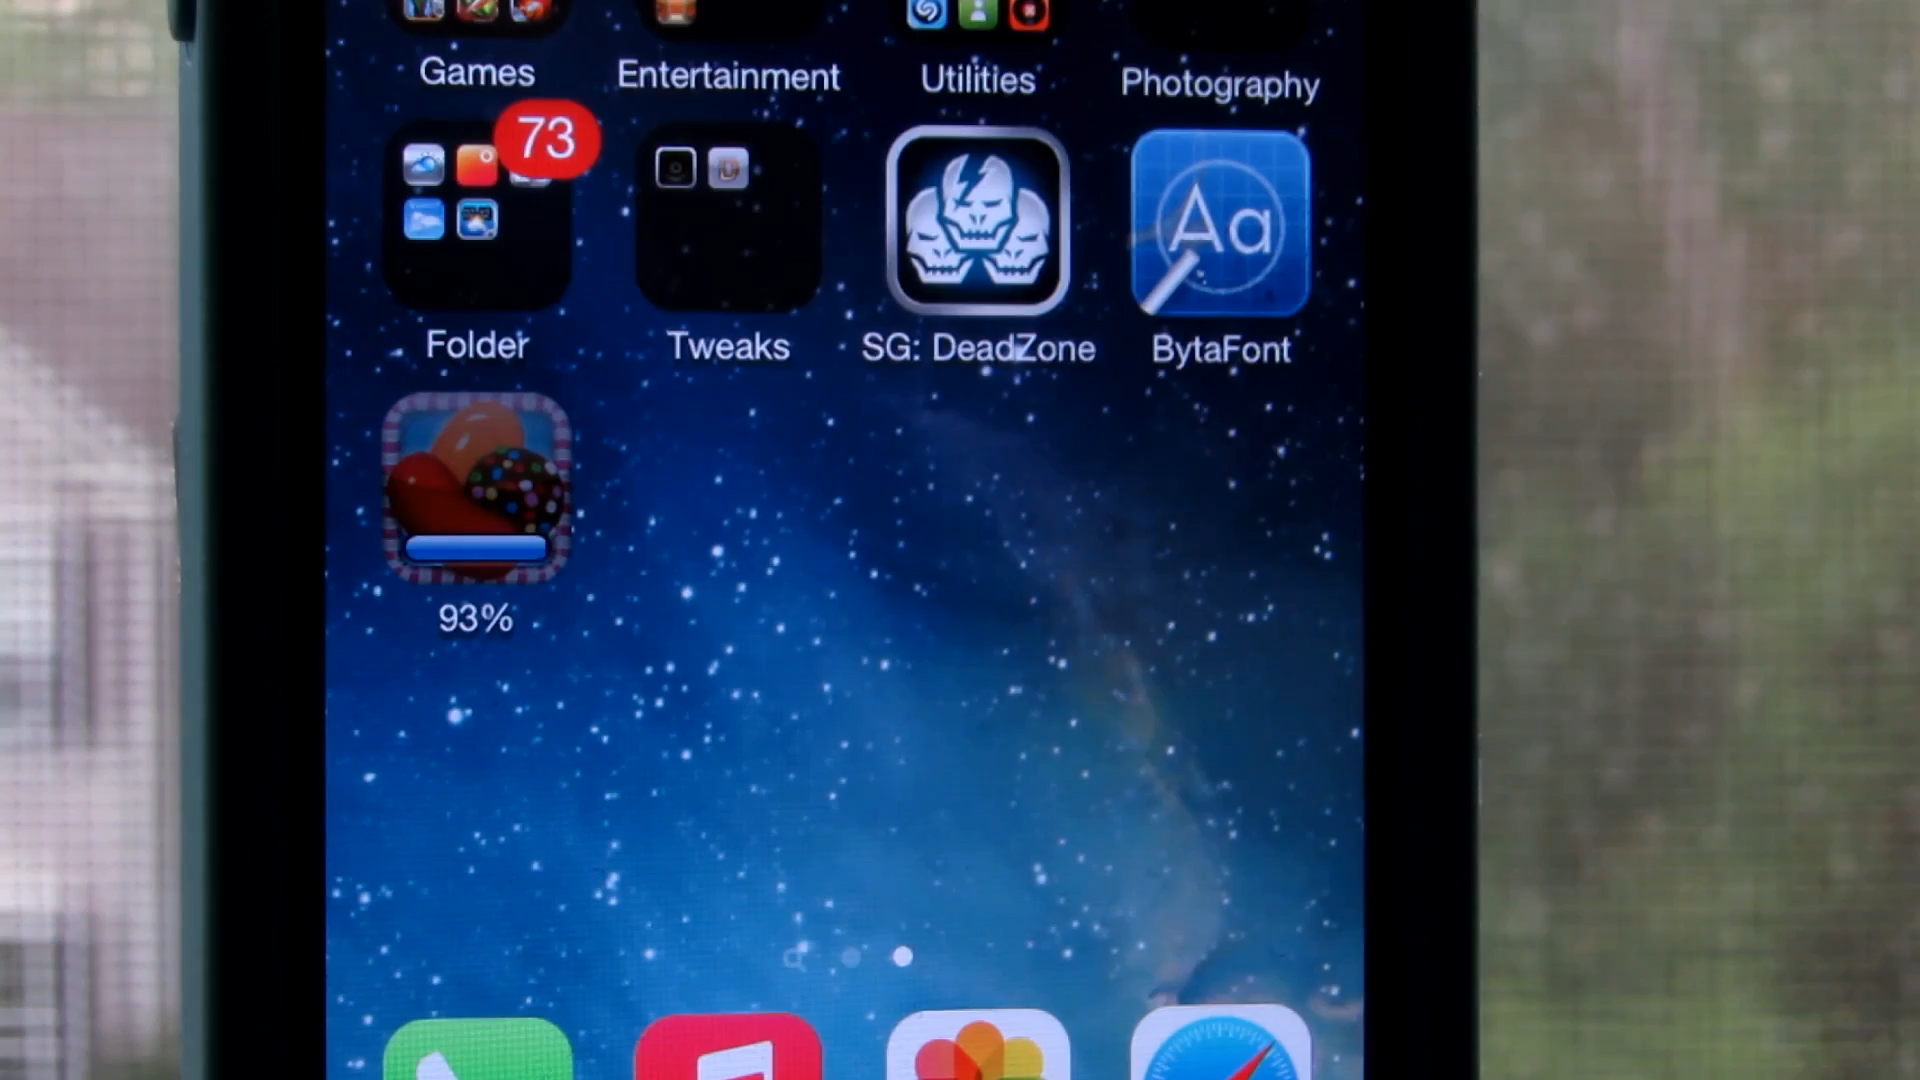 Games
Entertainment
Utilities
Photography
73
Aa
Folder
Tweaks
SG: DeadZone
BytaFont
93%